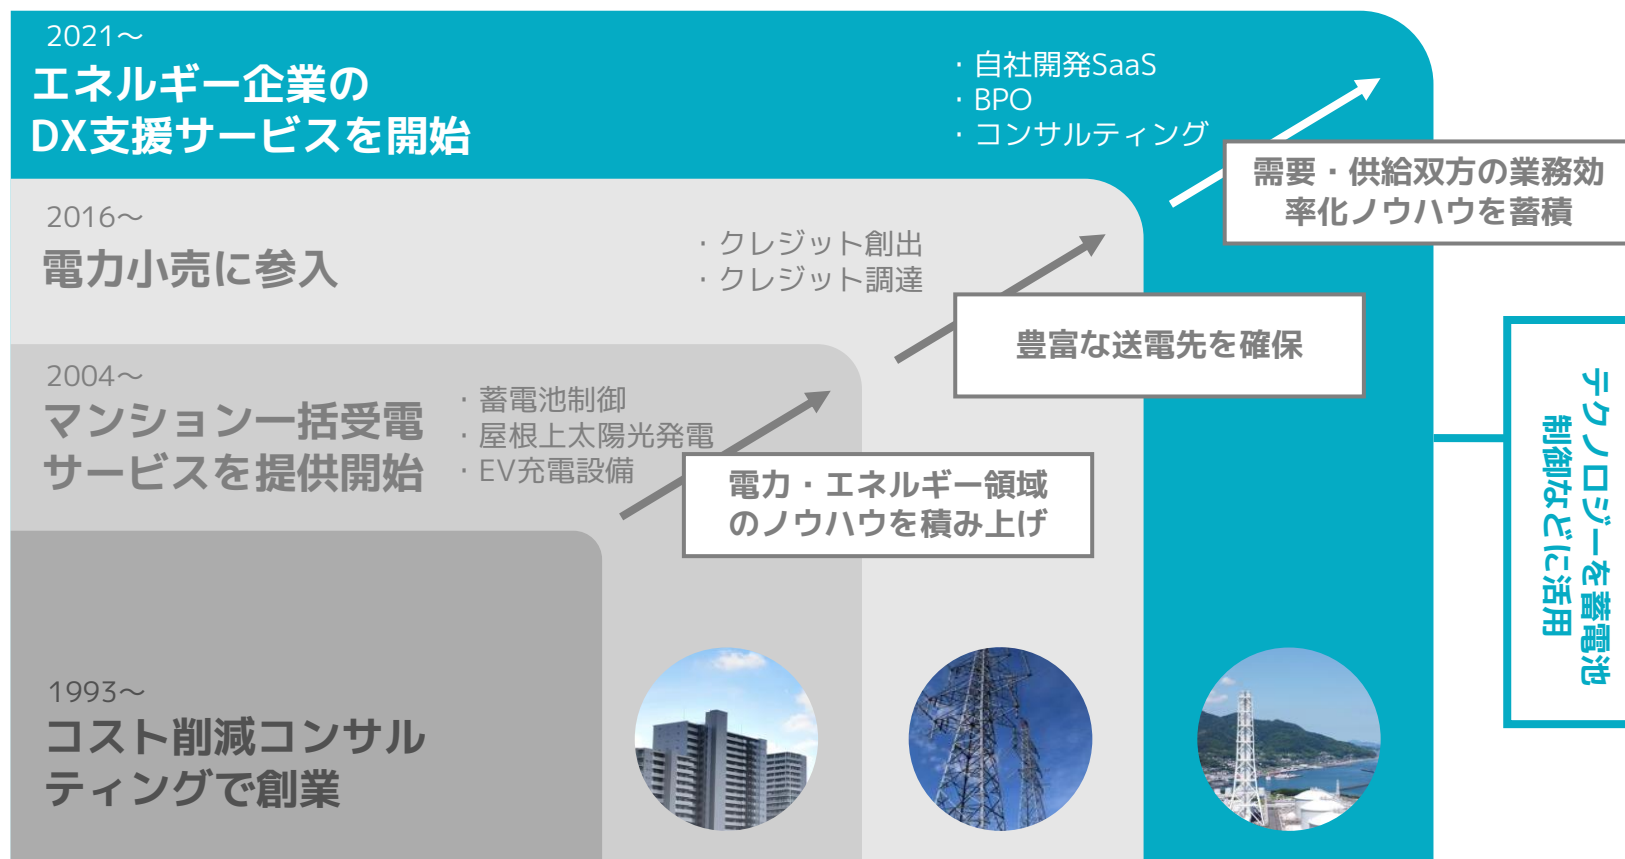 2021～
エネルギー企業の
DX支援サービスを開始
・自社開発SaaS
・BPO
・コンサルティング
需要・供給双方の業務効
率化ノウハウを蓄積
2016～
電力小売に参入
・クレジット創出
・クレジット調達
豊富な送電先を確保
2004～
マンション一括受電
サービスを提供開始
・蓄電池制御
・屋根上太陽光発電
・EV充電設備
電力・エネルギー領域
のノウハウを積み上げ
1993～
コスト削減コンサル
ティングで創業
テクノロジーを蓄電池
制御などに活用